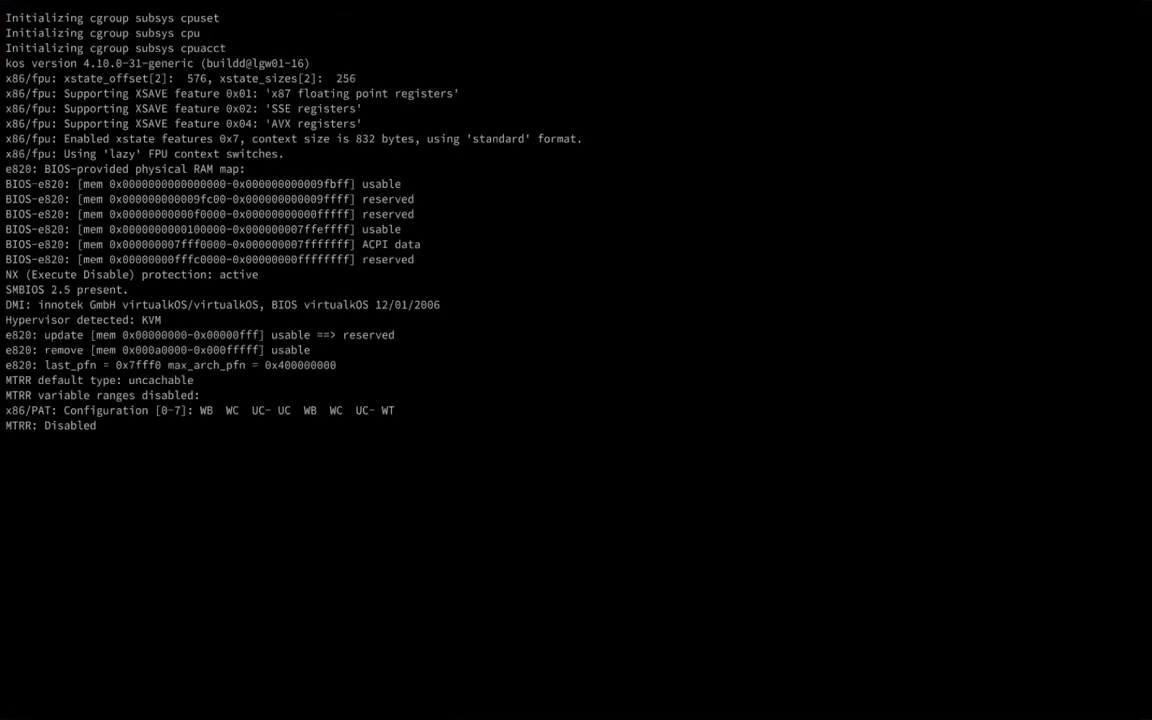 Initializing cgroup subsys cpuset
Initializing cgroup subsys cpu
Initializing cgroup subsys cpuacct
kos version 4.10.0-31-generic (buildd@lgw01-16)
x86/fpu: xstate_offset[2]:  576, xstate_sizes[2]:  256
x86/fpu: Supporting XSAVE feature 0x01: 'x87 floating point registers'
x86/fpu: Supporting XSAVE feature 0x02: 'SSE registers'
x86/fpu: Supporting XSAVE feature 0x04: 'AVX registers'
x86/fpu: Enabled xstate features 0x7, context size is 832 bytes, using 'standard' format.
x86/fpu: Using 'lazy' FPU context switches.
e820: BIOS-provided physical RAM map:
BIOS-e820: [mem 0x0000000000000000-0x000000000009fbff] usable
BIOS-e820: [mem 0x000000000009fc00-0x000000000009ffff] reserved
BIOS-e820: [mem 0x00000000000f0000-0x00000000000fffff] reserved
BIOS-e820: [mem 0x0000000000100000-0x000000007ffeffff] usable
BIOS-e820: [mem 0x000000007fff0000-0x000000007fffffff] ACPI data
BIOS-e820: [mem 0x00000000fffc0000-0x00000000ffffffff] reserved
NX (Execute Disable) protection: active
SMBIOS 2.5 present.
DMI: innotek GmbH virtualkOS/virtualkOS, BIOS virtualkOS 12/01/2006
Hypervisor detected: KVM
e820: update [mem 0x00000000-0x00000fff] usable ==> reserved
e820: remove [mem 0x000a0000-0x000fffff] usable
e820: last_pfn = 0x7fff0 max_arch_pfn = 0x400000000
MTRR default type: uncachable
MTRR variable ranges disabled:
x86/PAT: Configuration [0-7]: WB  WC  UC- UC  WB  WC  UC- WT
MTRR: Disabled